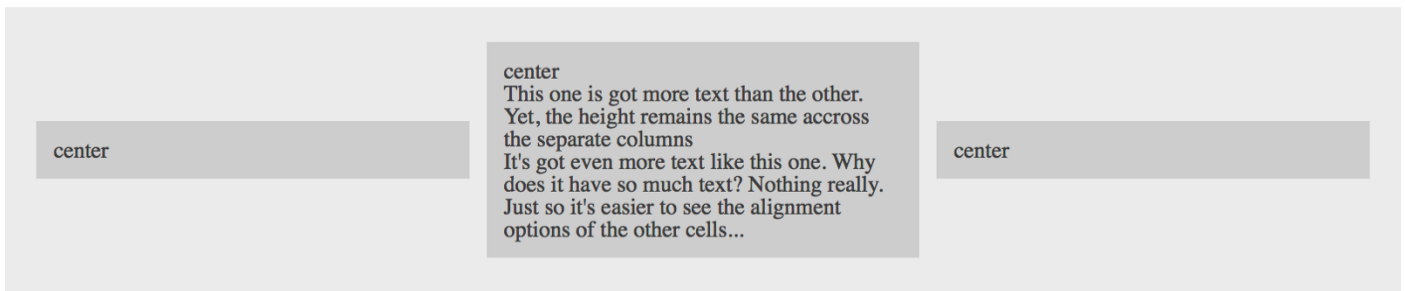 center
center
This one is got more text than the other.
Yet, the height remains the same accross
the separate columns
It's got even more text like this one. Why
does it have so much text? Nothing really.
Just so it's easier to see the alignment
options of the other cells...
center